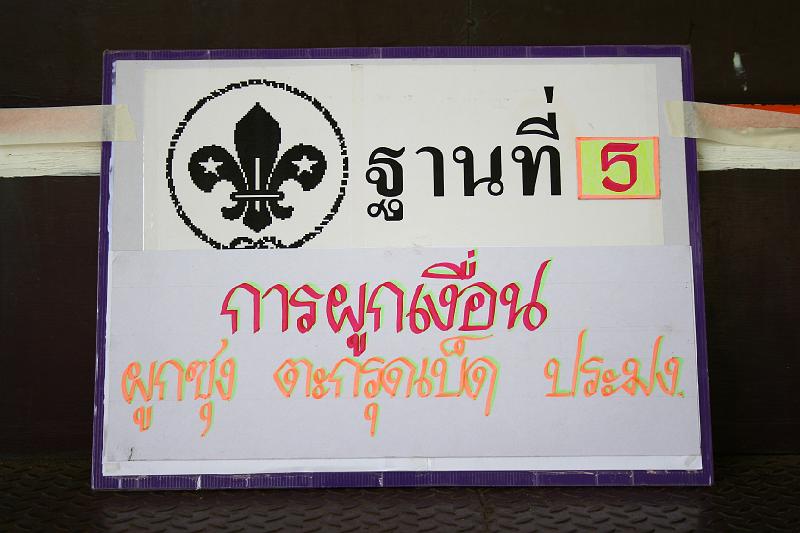 ฐานที่ 5
การผูกเงื่อน
ผูกซุง ตะกรุดเบ็ด ประมง.